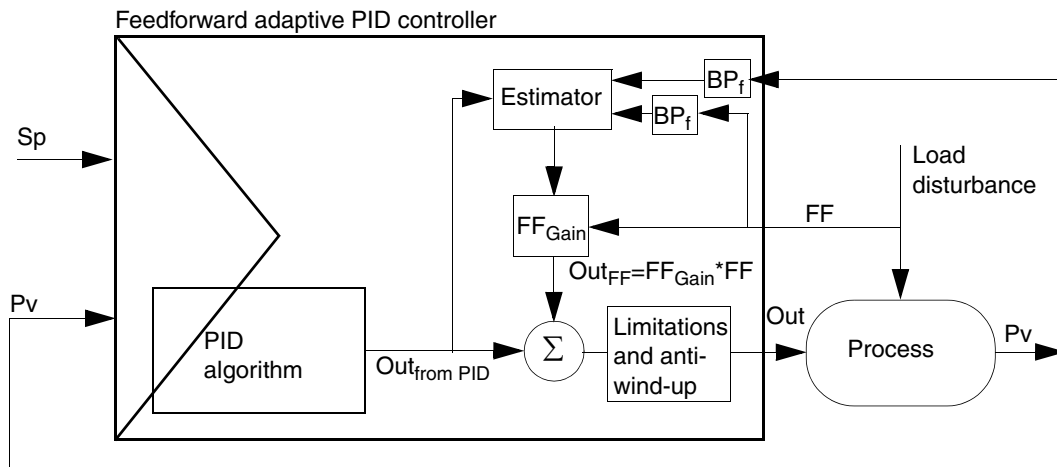 Feedforward adaptive PID controller
Estimator
BPf
BPf
Sp
Load
disturbance
FF
FFGain
OutFF=FFGain*FF
Pv
PID
algorithm
Outfrom PID
Σ
Limitations
and anti-
wind-up
Out
Process
Pv